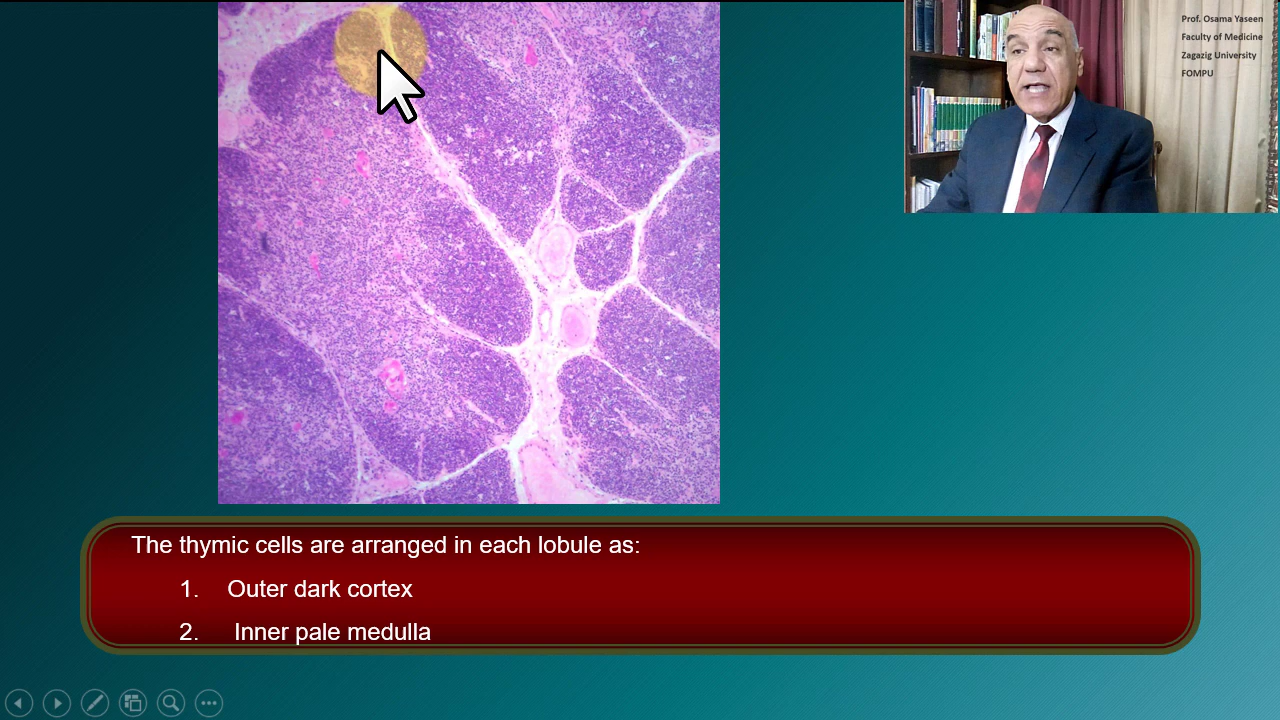 Prof. Osama Yaseen
Faculty of Medicine
Zagazig University
FOMPU
The thymic cells are arranged in each lobule as:
1. Outer dark cortex
2. Inner pale medulla